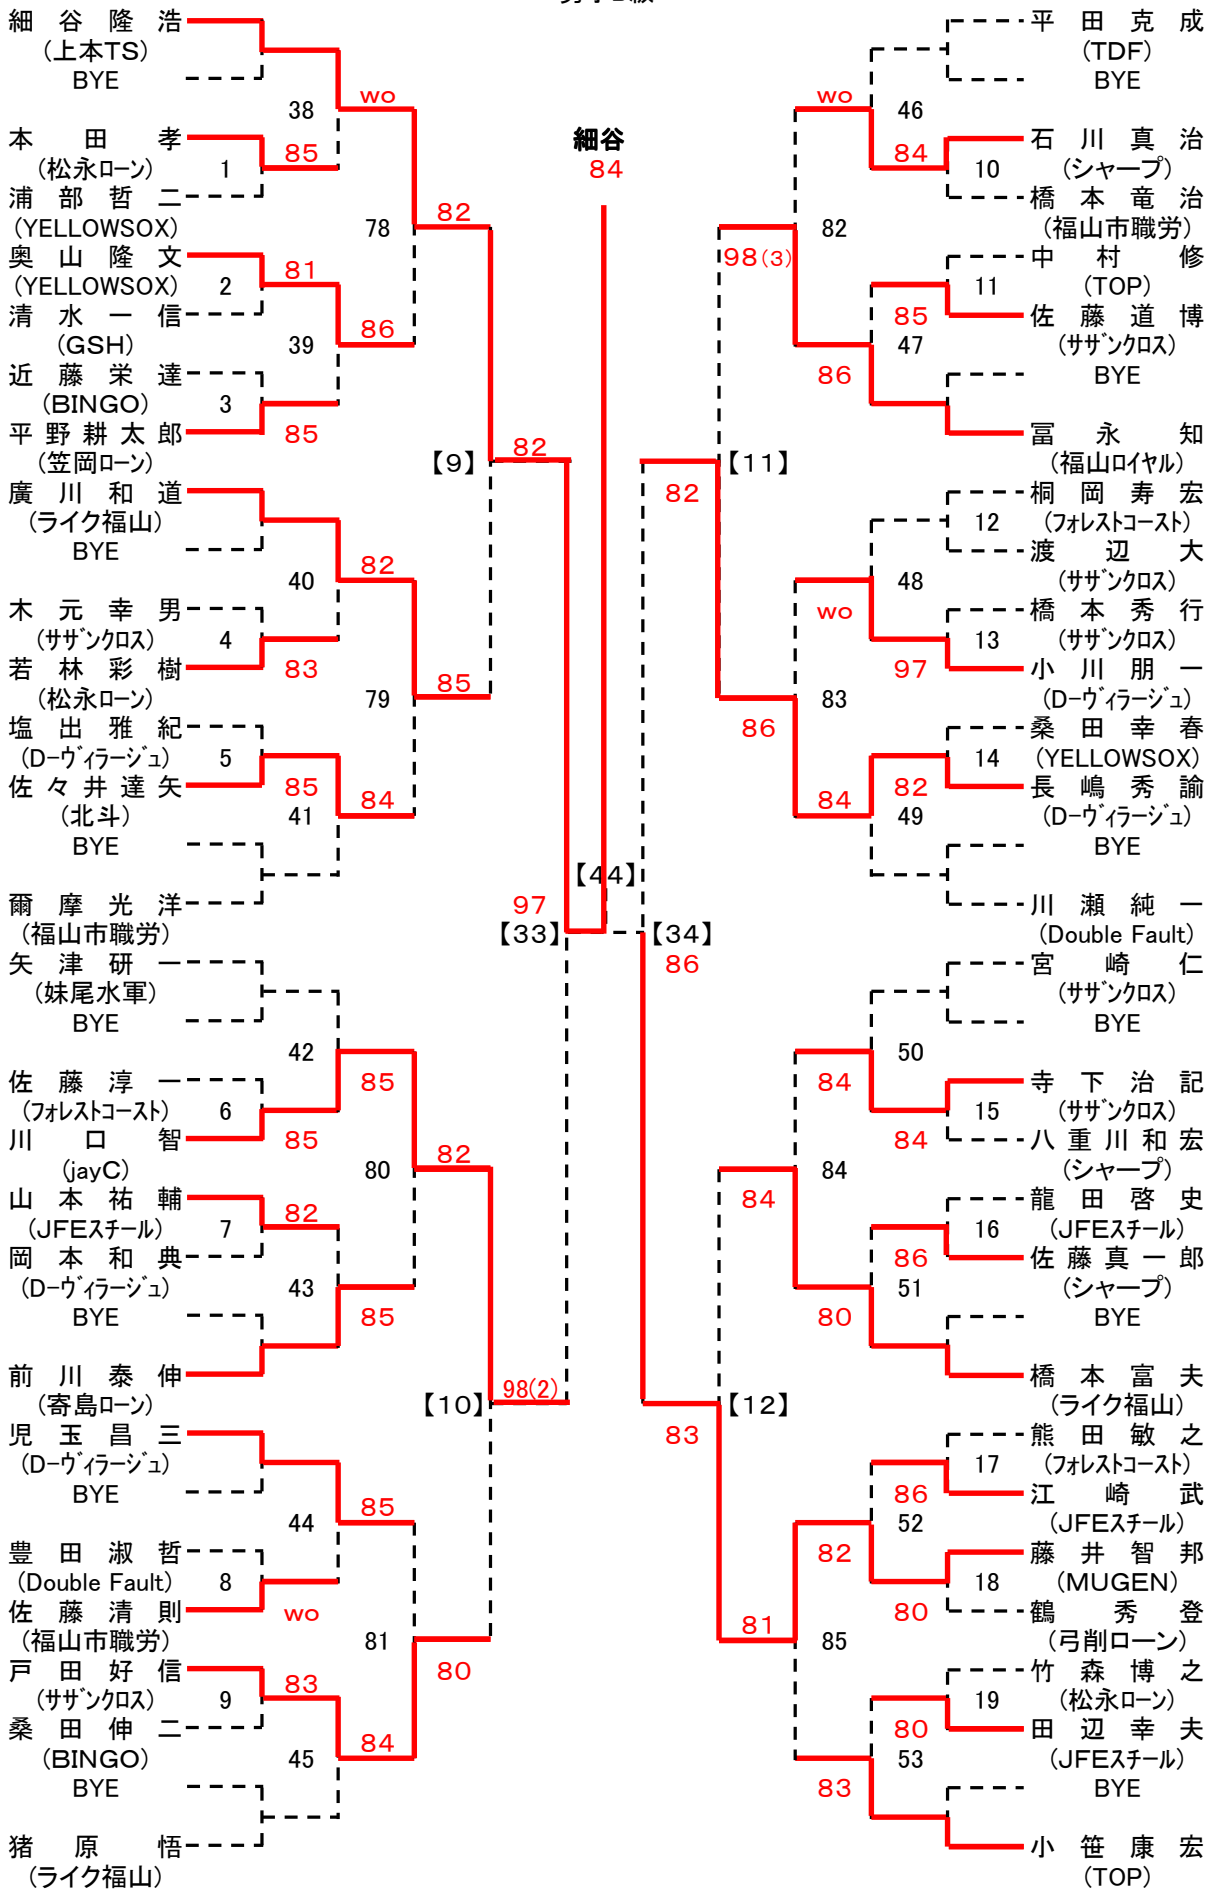 細谷隆浩
(上本TS)
BYE
38
wo
本田孝
(松永ローン)
1
85
浦部哲二
(YELLOWSOX)
78
82
奥山隆文
(YELLOWSOX)
2
81
清水一信
(GSH)
39
86
近藤栄達
(BINGO)
3
平野耕太郎
85
(笠岡ローン)
【9】
82
廣川和道
(ライク福山)
BYE
40
82
木元幸男
(サザンクロス)
4
若林彩樹
83
(松永ローン)
79
85
塩出雅紀
(D-ヴィラージュ)
5
佐々井達矢
85
(北斗)
41
84
BYE
爾摩光洋
(福山市職労)
97
【33】
矢津研一
(妹尾水軍)
BYE
42
85
佐藤淳一
(フォレストコースト)
6
川口智
85
(jayC)
80
82
山本祐輔
(JFEスチール)
7
82
岡本和典
(D-ヴィラージュ)
43
85
BYE
前川泰伸
(寄島ローン)
【10】
98(2)
児玉昌三
(D-ヴィラージュ)
BYE
44
85
豊田淑哲
(Double Fault)
8
佐藤清則
wo
(福山市職労)
81
80
戸田好信
(サザンクロス)
9
83
桑田伸二
(BINGO)
45
84
BYE
猪原悟
(ライク福山)
細谷
84
【44】
平田克成
(TDF)
BYE
wo
46
石川真治
(シャープ)
84
10
橋本竜治
(福山市職労)
82
98(3)
中村修
(TOP)
11
佐藤道博
(サザンクロス)
85
47
86
BYE
冨永知
(福山ロイヤル)
【11】
82
桐岡寿宏
(フォレストコースト)
12
渡辺大
(サザンクロス)
48
wo
橋本秀行
(サザンクロス)
13
97
小川朋一
(D-ヴィラージュ)
83
86
桑田幸春
(YELLOWSOX)
14
82
長嶋秀諭
(D-ヴィラージュ)
84
49
BYE
川瀬純一
(Double Fault)
【34】
86
宮崎仁
(サザンクロス)
BYE
50
84
寺下治記
(サザンクロス)
15
84
八重川和宏
(シャープ)
84
84
龍田啓史
(JFEスチール)
16
86
佐藤真一郎
(シャープ)
51
80
BYE
橋本富夫
(ライク福山)
【12】
83
熊田敏之
(フォレストコースト)
17
86
江崎武
(JFEスチール)
52
82
藤井智邦
(MUGEN)
18
80
鶴秀登
(弓削ローン)
81
85
竹森博之
(松永ローン)
19
80
田辺幸夫
(JFEスチール)
53
83
BYE
小笹康宏
(TOP)